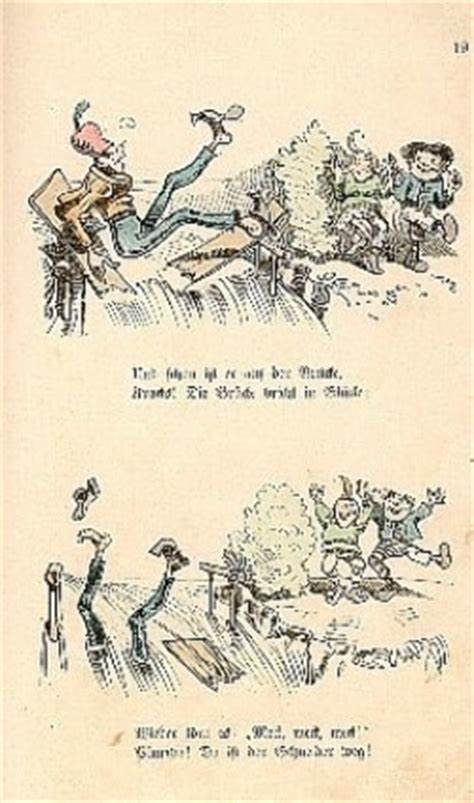 19
Und schon ist er auf der Brücke,
Kracks! Die Brücke bricht in Stücke;
Wieder tönt es: „Meck, meck, meck!“
Plumps! Da ist der Schneider weg!